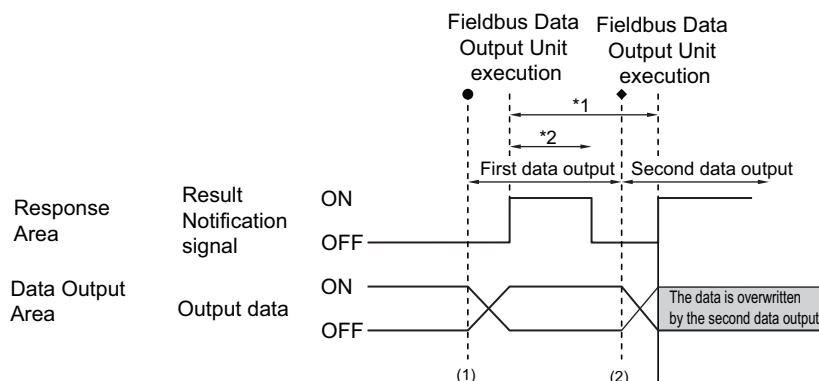 Fieldbus Data
Output Unit
execution
Fieldbus Data
Output Unit
execution
*1
*2
First data output
Second data output
Response
Area
Result
Notification
signal
ON
OFF
Data Output
Area
Output data
ON
OFF
The data is overwritten
by the second data output
(1)
(2)